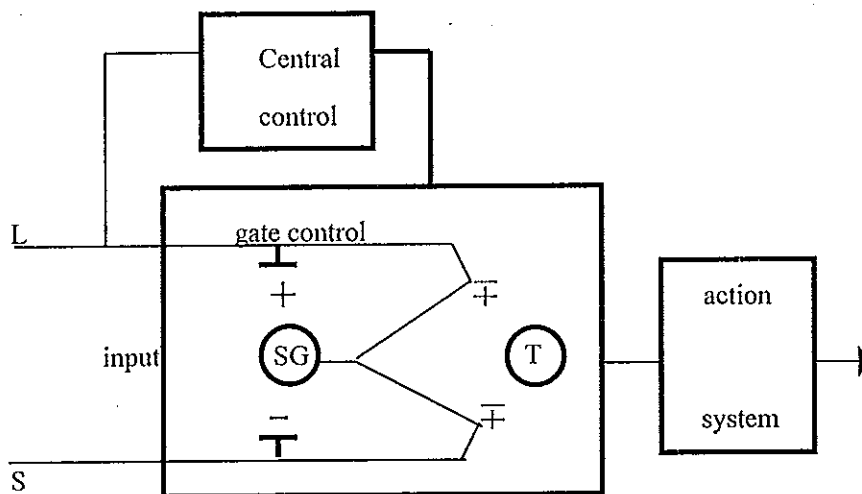 Central
control
L
gate control
+
∓
action
input
SG
T
-
∓
system
S